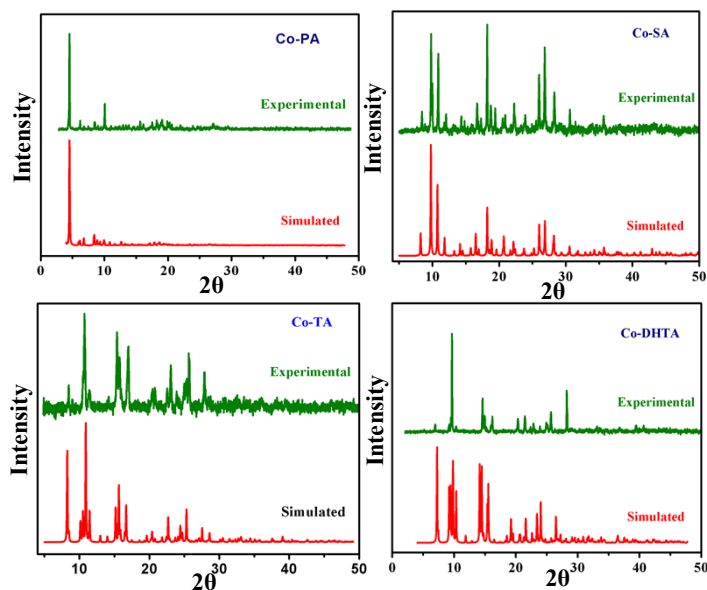 Co-PA
Experimental
Simulated
Intensity
0 10 20 30 40 50
2θ
Co-SA
Experimental
Simulated
Intensity
10 20 30 40 50
2θ
Co-TA
Experimental
Simulated
Intensity
10 20 30 40 50
2θ
Co-DHTA
Experimental
Simulated
Intensity
0 10 20 30 40 50
2θ